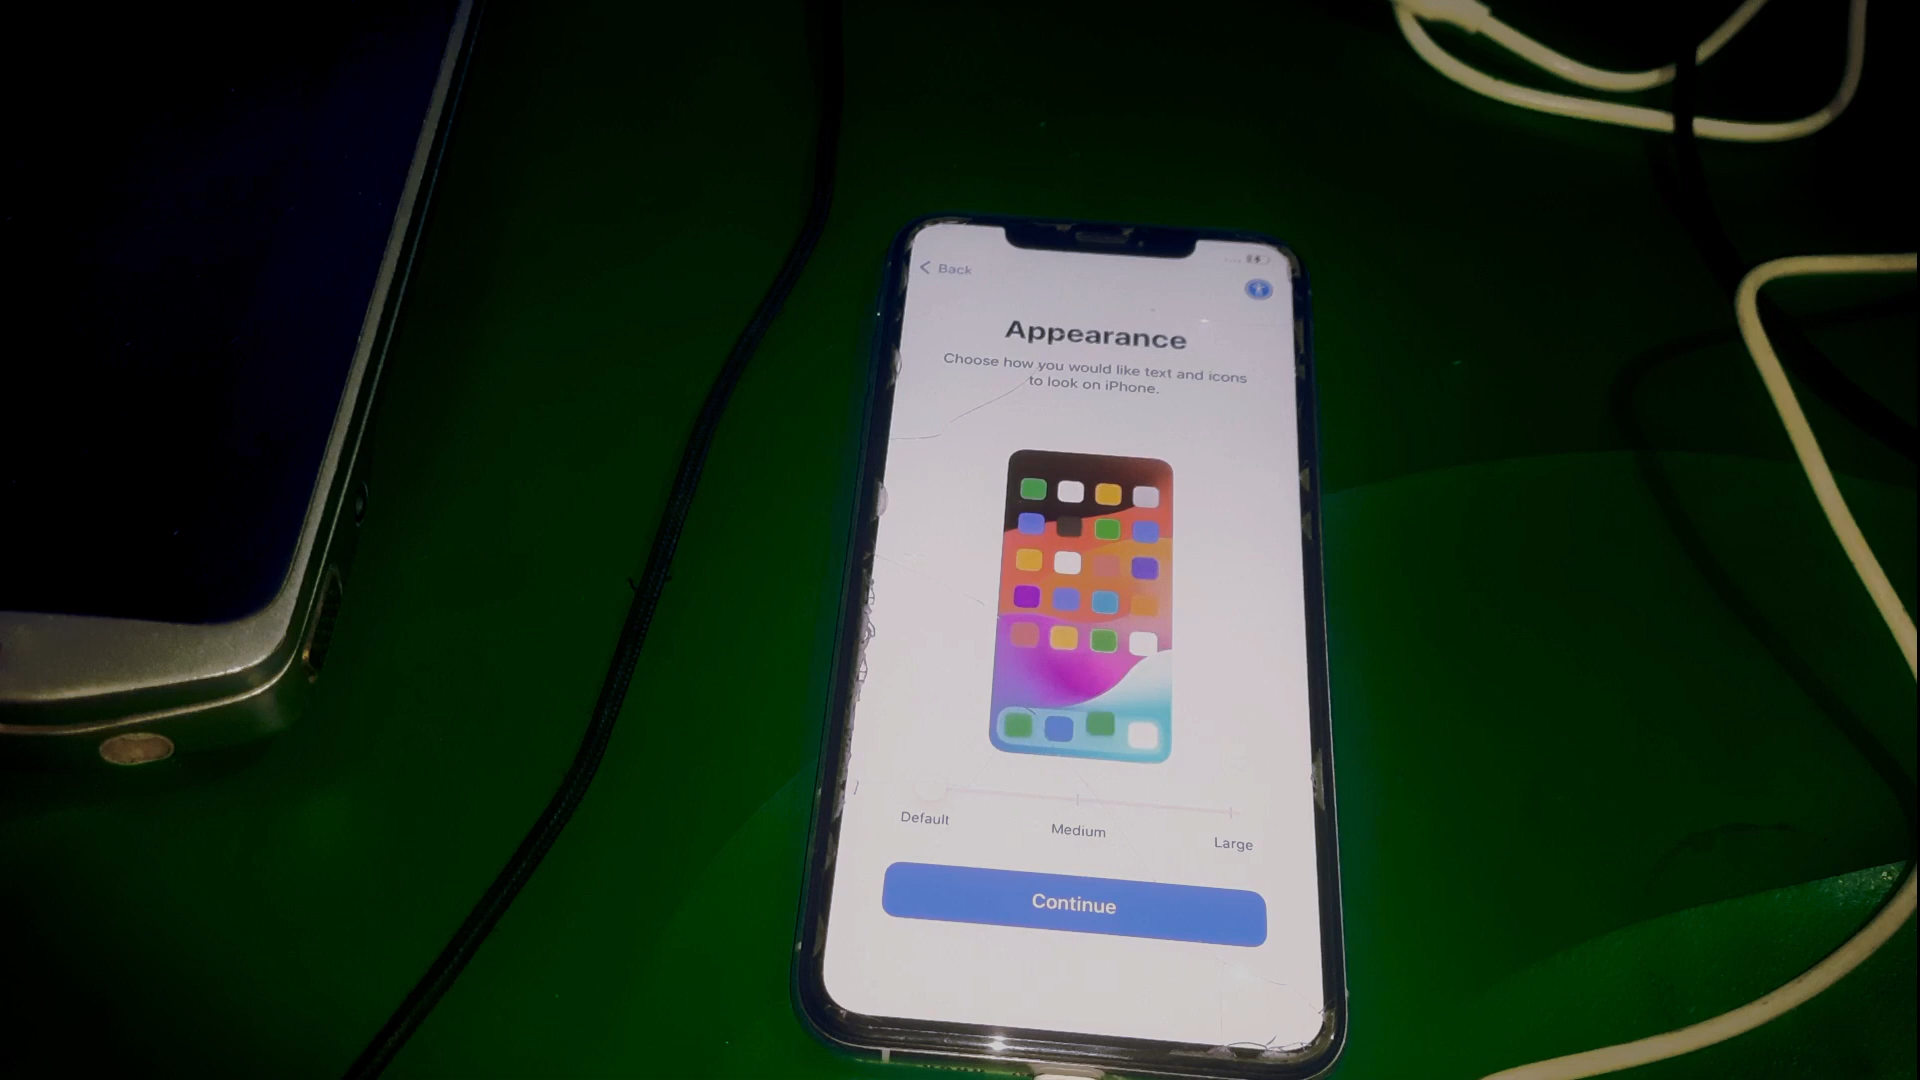 Back
Appearance
Choose how you would like text and icons
to look on iPhone.
Default
Medium
Large
Continue